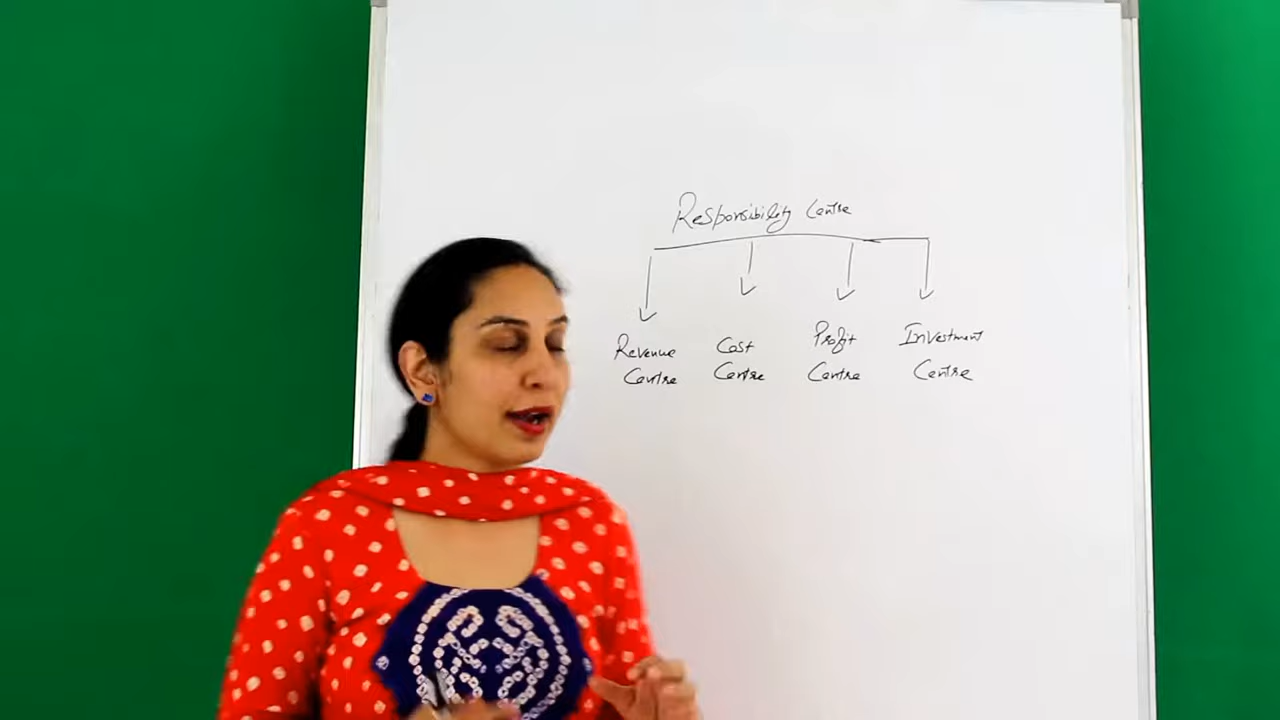 Responsibility Centre
Revenue Centre
Cost Centre
Profit Centre
Investment Centre